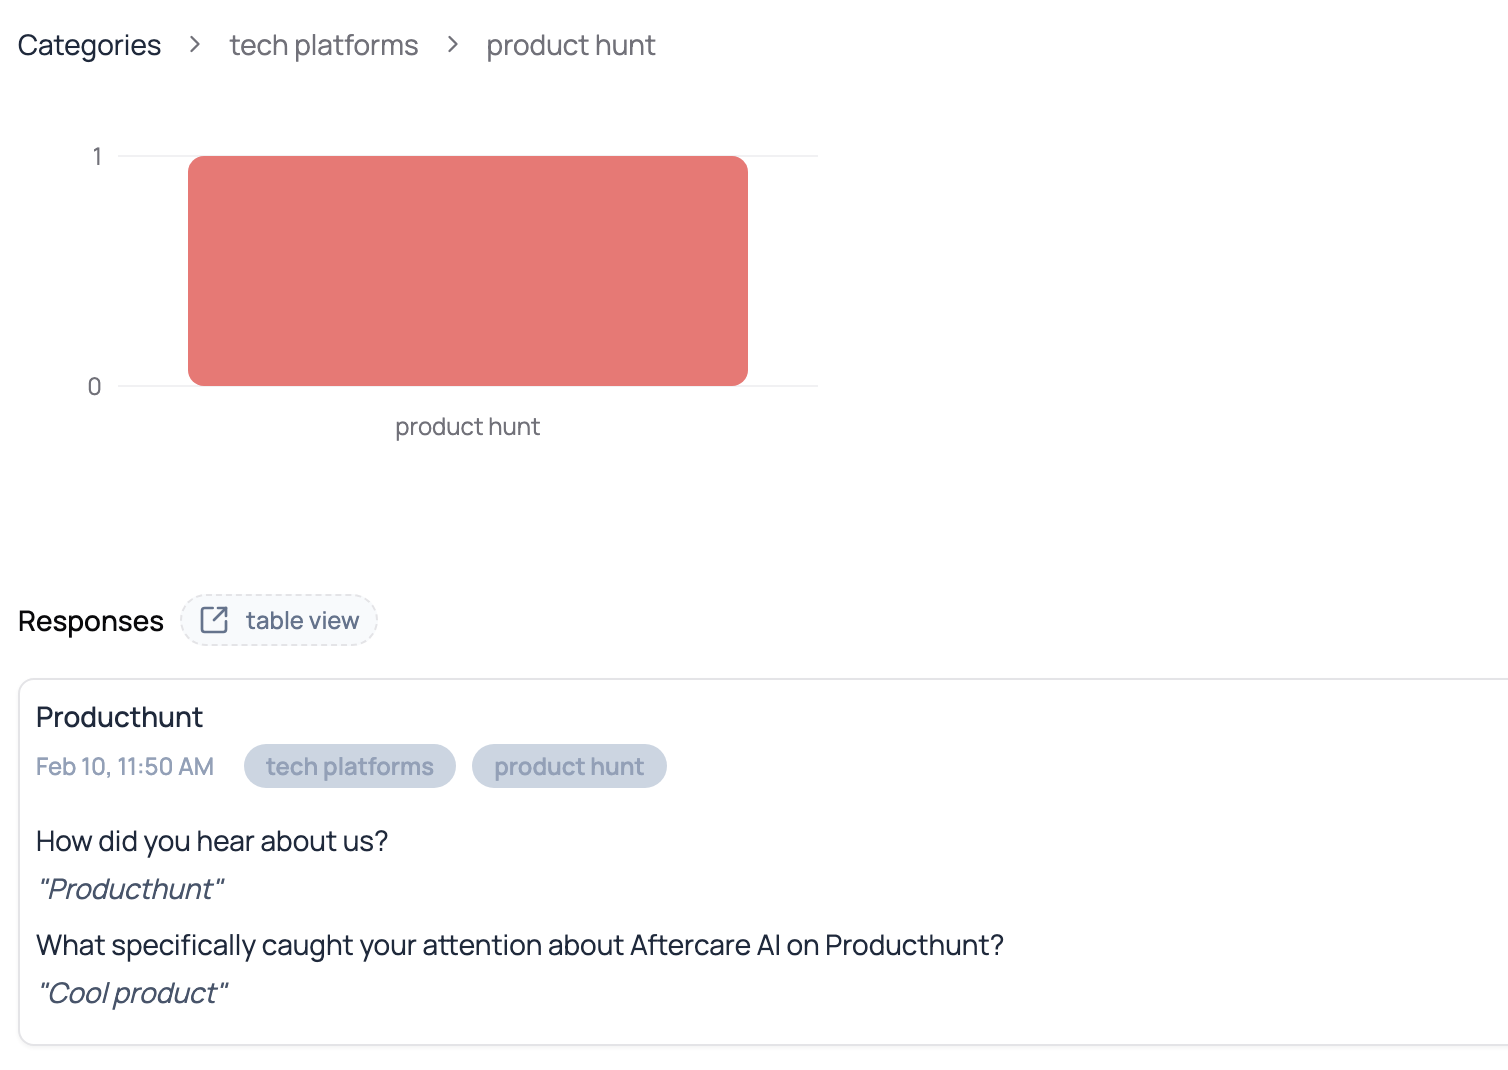 Categories > tech platforms > product hunt
1
0
product hunt
Responses table view
Producthunt
Feb 10, 11:50 AM tech platforms product hunt
How did you hear about us?
"Producthunt"
What specifically caught your attention about Aftercare AI on Producthunt?
"Cool product"